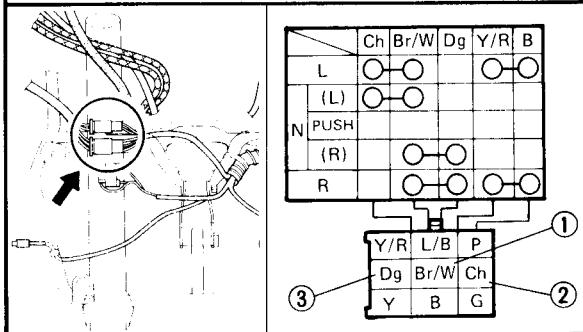 Ch Br/W Dg Y/R B
L
N
(L)
PUSH
(R)
R
Y/R L/B P
Dg Br/W Ch
Y B G
①
②
③